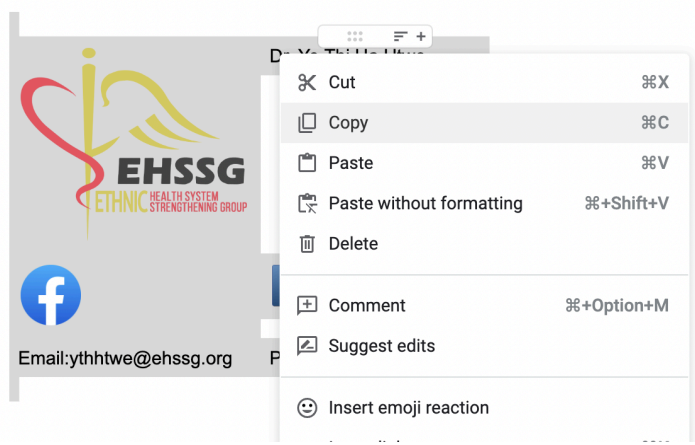 Dr.
Cut ⌘X
Copy ⌘C
Paste ⌘V
Paste without formatting ⌘+Shift+V
Delete
EHSSG
ETHNIC HEALTH SYSTEM
STRENGTHENING GROUP
Comment ⌘+Option+M
Suggest edits
Email:ythhtwe@ehssg.org P
Insert emoji reaction